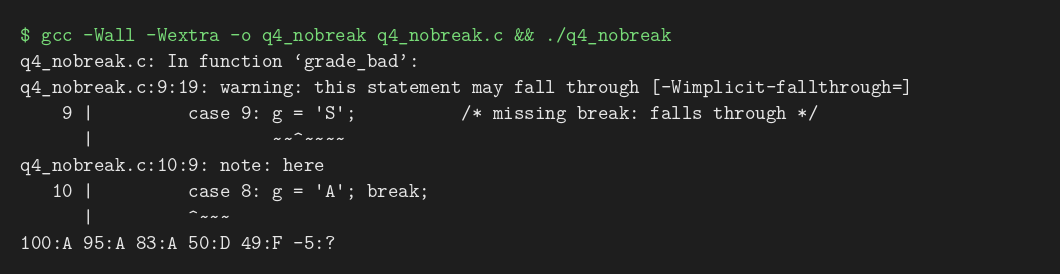 $ gcc -Wall -Wextra -o q4_nobreak q4_nobreak.c && ./q4_nobreak
q4_nobreak.c: In function ‘grade_bad’:
q4_nobreak.c:9:19: warning: this statement may fall through [-Wimplicit-fallthrough=]
    9 |         case 9: g = 'S';          /* missing break: falls through */
      |                 ~~^~~~~
q4_nobreak.c:10:9: note: here
   10 |         case 8: g = 'A'; break;
      |         ^~~~
100:A 95:A 83:A 50:D 49:F -5:?